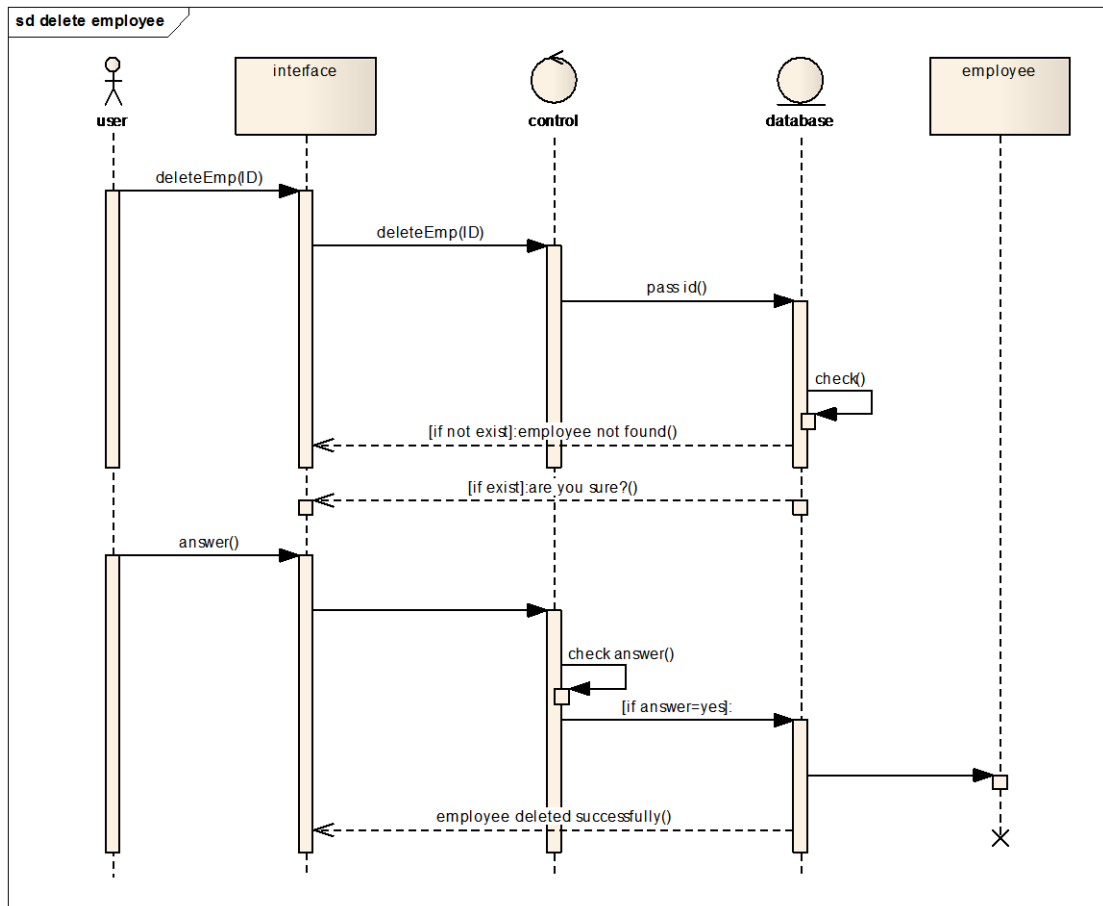 sd delete employee
interface
employee
user
control
database
deleteEmp(ID)
deleteEmp(ID)
pass id()
check()
[if not exist]:employee not found()
[if exist]:are you sure?()
answer()
check answer()
[if answer=yes]:
employee deleted successfully()